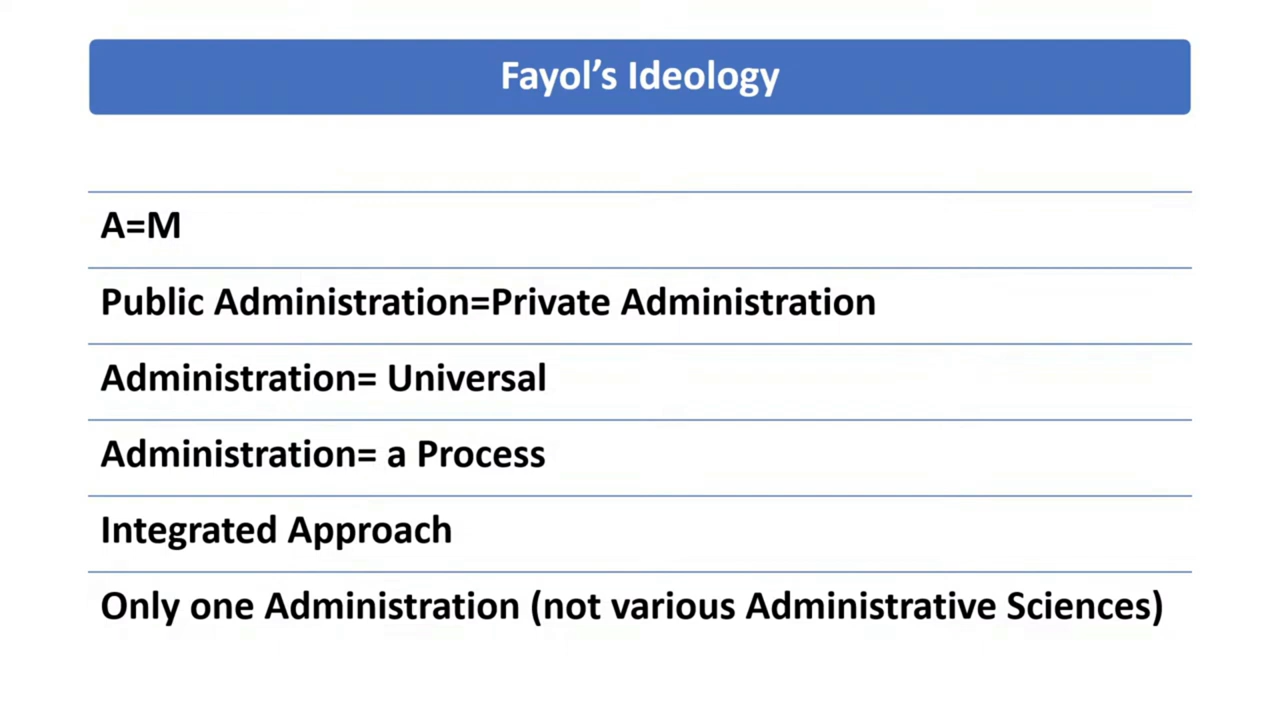 Fayol’s Ideology
A=M
Public Administration=Private Administration
Administration= Universal
Administration= a Process
Integrated Approach
Only one Administration (not various Administrative Sciences)